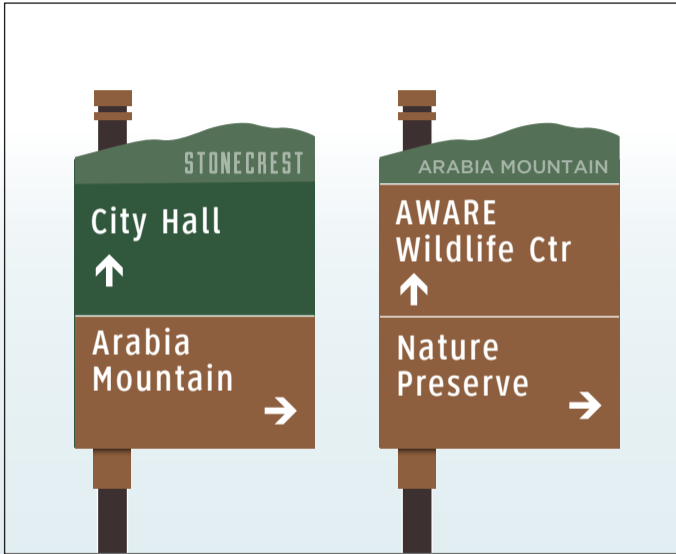 STONECREST
City Hall
Arabia
Mountain
ARABIA MOUNTAIN
AWARE
Wildlife Ctr
Nature
Preserve